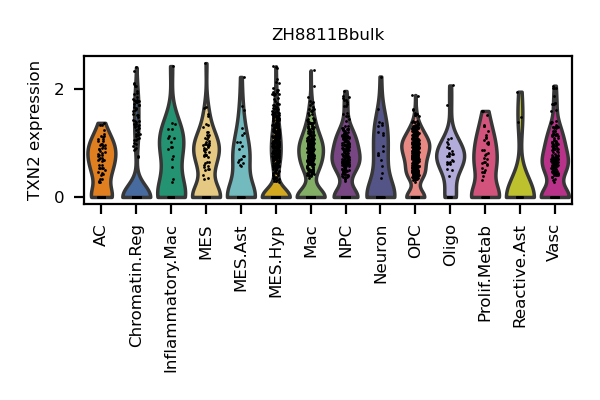 ZH8811Bbulk
TXN2 expression
2
0
AC
Chromatin.Reg
Inflammatory.Mac
MES
MES.Ast
MES.Hyp
Mac
NPC
Neuron
OPC
Oligo
Prolif.Metab
Reactive.Ast
Vasc